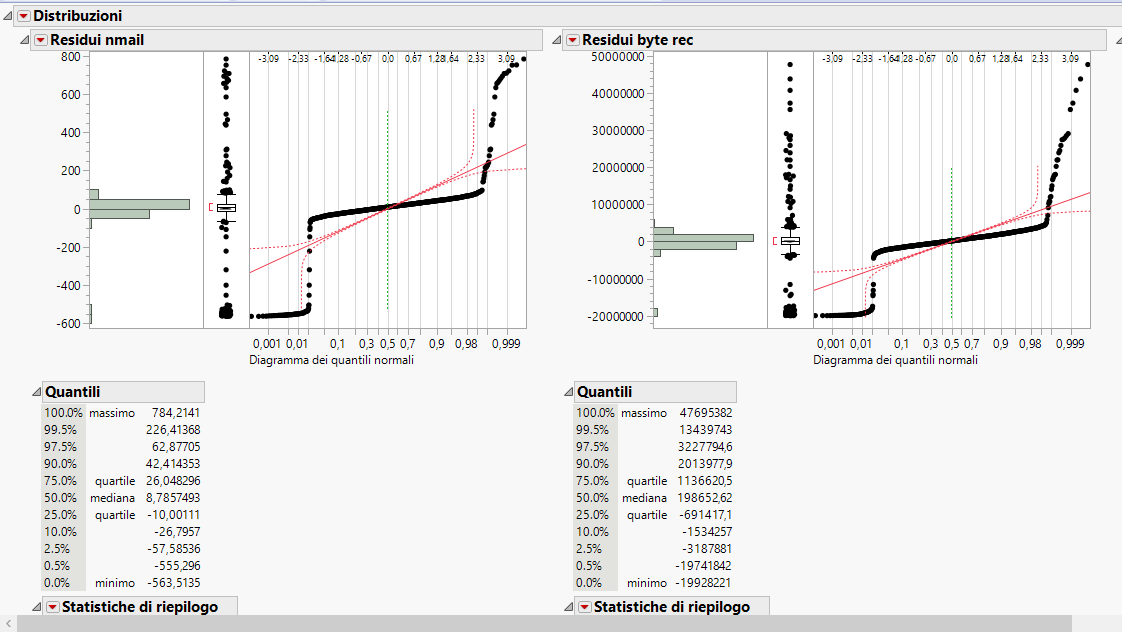 Distribuzioni
Residui nmail
800
600
400
200
0
-200
-400
-600
-3.09 -2.33 -1.64 -1.28 -0.67 0.0 0.67 1.28 1.64 2.33 3.09
0,001 0,01 0,1 0,3 0,5 0,7 0,9 0,98 0,999
Diagramma dei quantili normali
Quantili
100.0% massimo 784,2141
99.5% 226,41368
97.5% 62,87705
90.0% 42,414353
75.0% quartile 26,048296
50.0% mediana 8,7857493
25.0% quartile -10,00111
10.0% -26,7957
2.5% -57,58536
0.5% -555,296
0.0% minimo -563,5135
Statistiche di riepilogo
Residui byte rec
50000000
40000000
30000000
20000000
10000000
0
-10000000
-20000000
-3.09 -2.33 -1.64 -1.28 -0.67 0.0 0.67 1.28 1.64 2.33 3.09
0,001 0,01 0,1 0,3 0,5 0,7 0,9 0,98 0,999
Diagramma dei quantili normali
Quantili
100.0% massimo 47695382
99.5% 13439743
97.5% 3227794,6
90.0% 2013977,9
75.0% quartile 1136620,5
50.0% mediana 198652,62
25.0% quartile -691417,1
10.0% -1534257
2.5% -3187881
0.5% -19741842
0.0% minimo -19928221
Statistiche di riepilogo